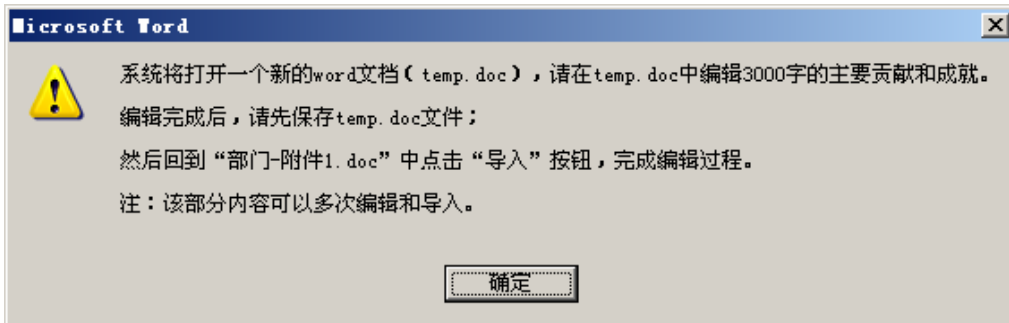 Microsoft Word
系统将打开一个新的word文档（temp.doc），请在temp.doc中编辑3000字的主要贡献和成就。
编辑完成后，请先保存temp.doc文件；
然后回到“部门-附件1.doc”中点击“导入”按钮，完成编辑过程。
注：该部分内容可以多次编辑和导入。
确定